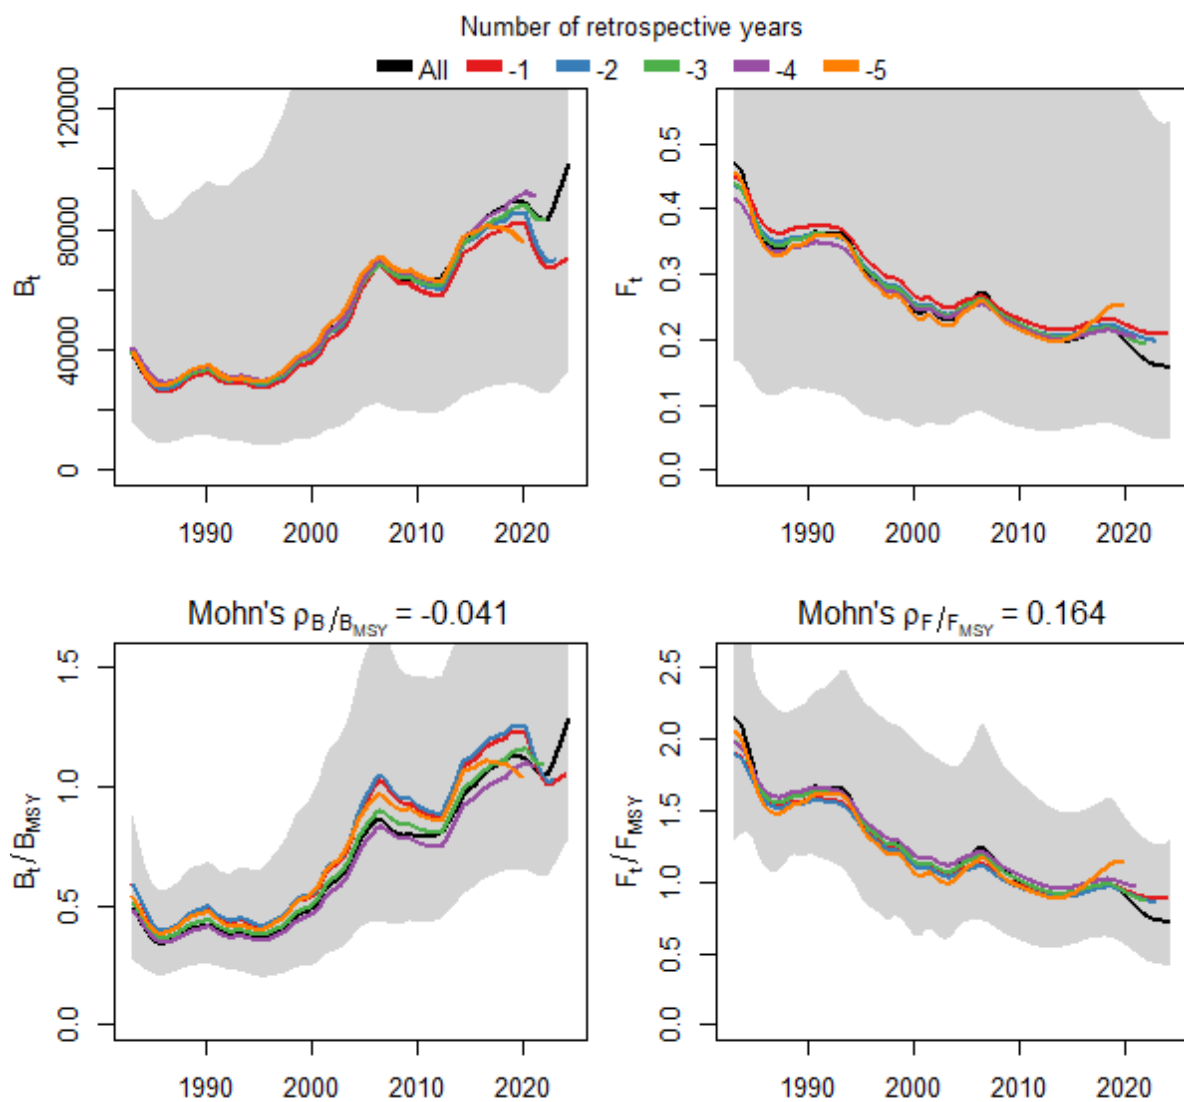 Number of retrospective years
All -1 -2 -3 -4 -5
Bt
0 40000 80000 120000
1990 2000 2010 2020
Ft
0.0 0.1 0.2 0.3 0.4 0.5
1990 2000 2010 2020
Mohn's ρB/BMSY = -0.041
Bt/BMSY
0.0 0.5 1.0 1.5
1990 2000 2010 2020
Mohn's ρF/FMSY = 0.164
Ft/FMSY
0.0 0.5 1.0 1.5 2.0 2.5
1990 2000 2010 2020